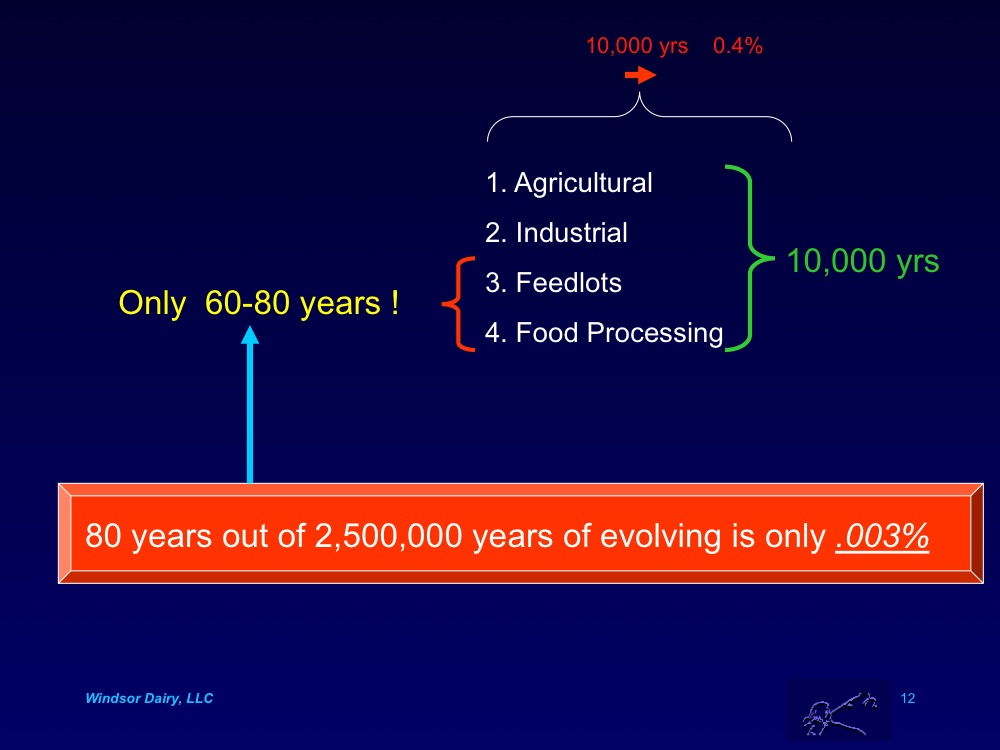 10,000 yrs 0.4%
1. Agricultural
2. Industrial
3. Feedlots
4. Food Processing
10,000 yrs
Only 60-80 years !
80 years out of 2,500,000 years of evolving is only .003%
Windsor Dairy, LLC
12